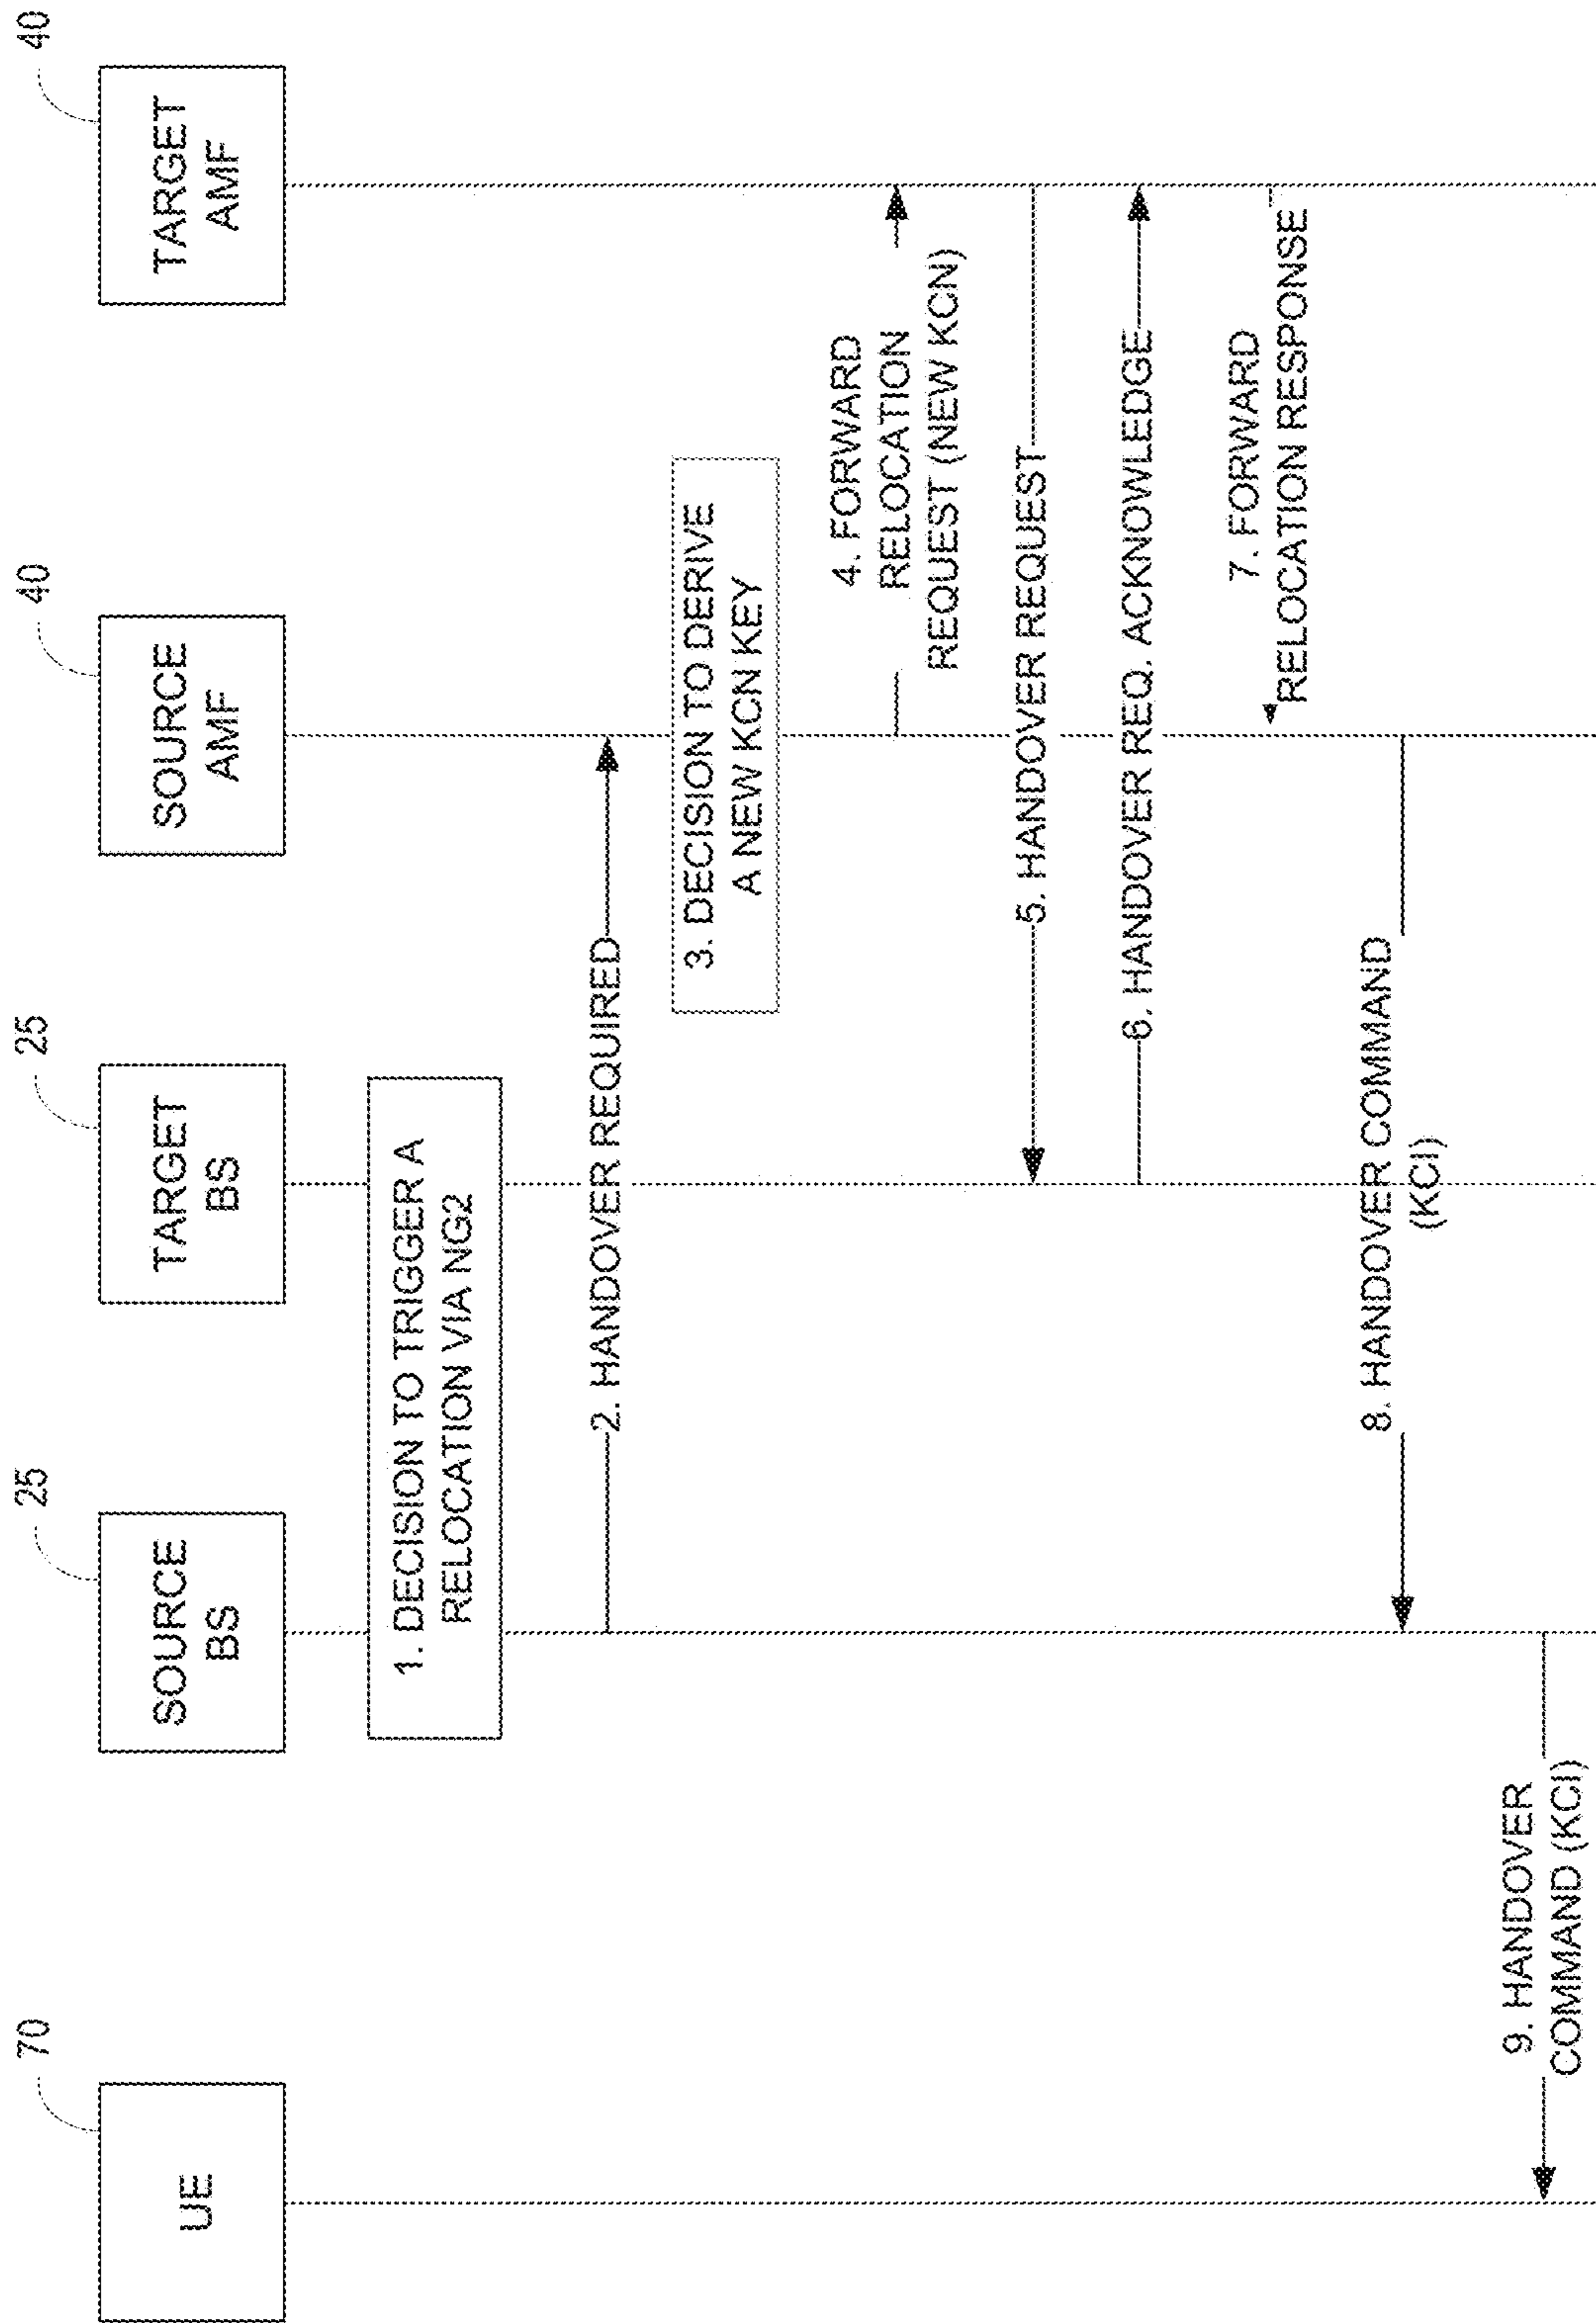 70
25
25
40
40
UE
SOURCE
BS
TARGET
BS
SOURCE
AMF
TARGET
AMF
1. DECISION TO TRIGGER A
RELOCATION VIA NG2
2. HANDOVER REQUIRED
3. DECISION TO DERIVE
A NEW KCN KEY
4. FORWARD
RELOCATION
REQUEST (NEW KCN)
5. HANDOVER REQUEST
6. HANDOVER REQ. ACKNOWLEDGE
7. FORWARD
RELOCATION RESPONSE
8. HANDOVER COMMAND
(KCI)
9. HANDOVER
COMMAND (KCI)